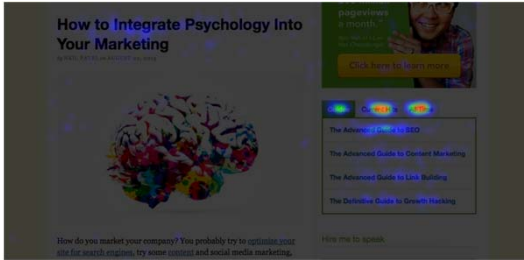 How to Integrate Psychology Into
Your Marketing
pageviews
a month."
Click here to learn more
The Advanced Guide to SEO
The Advanced Guide to Content Marketing
The Advanced Guide to Link Building
The Definitive Guide to Growth Hacking
Hire me to speak
How do you market your company? You probably try to optimize your
site for search engines, try some content and social media marketing,